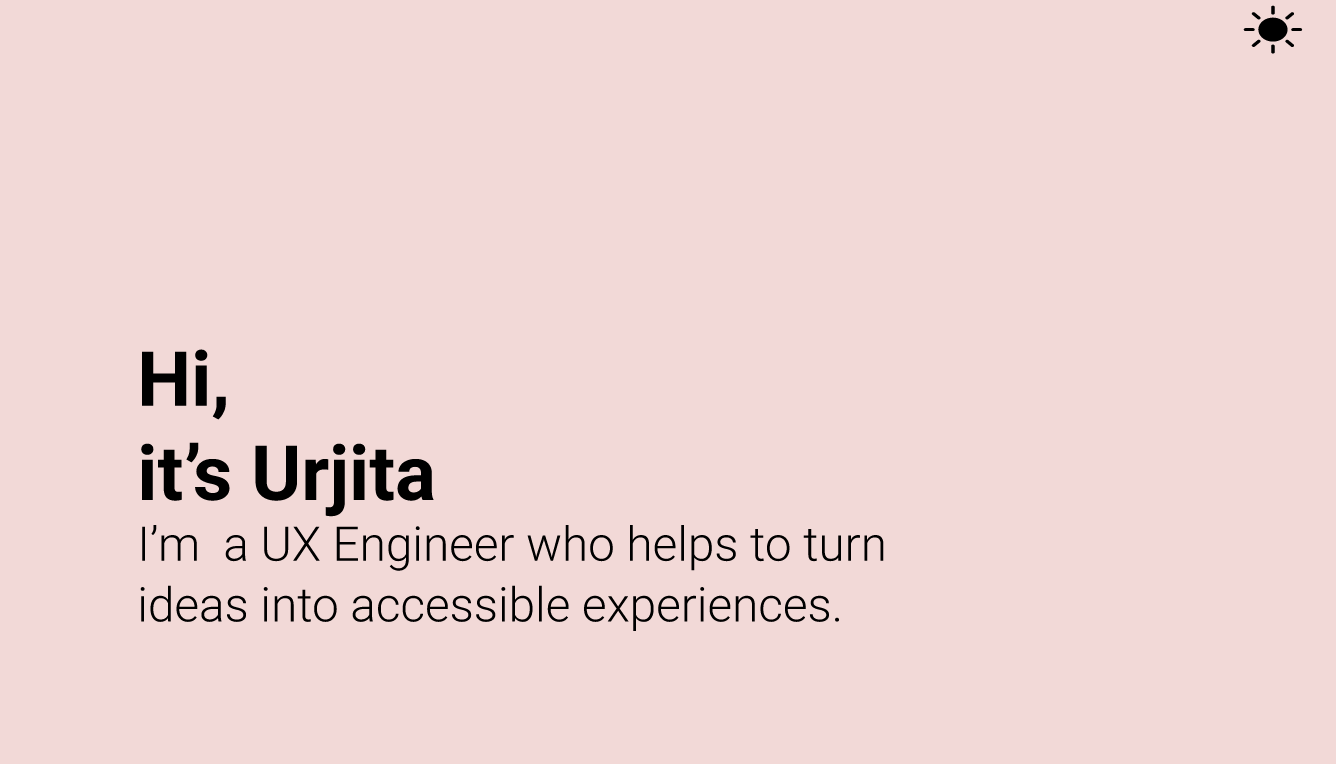 Hi,
it’s Urjita
I’m  a UX Engineer who helps to turn
ideas into accessible experiences.